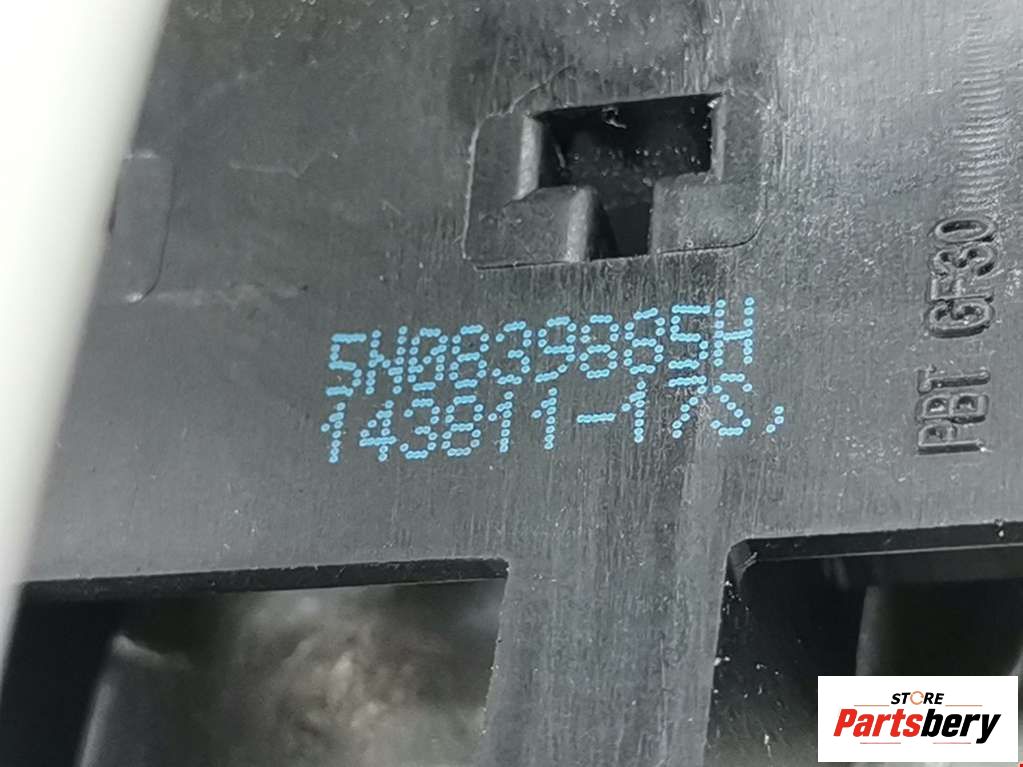 5N0839885H
143811-17S,
PBT GF30
STORE
Partsbery